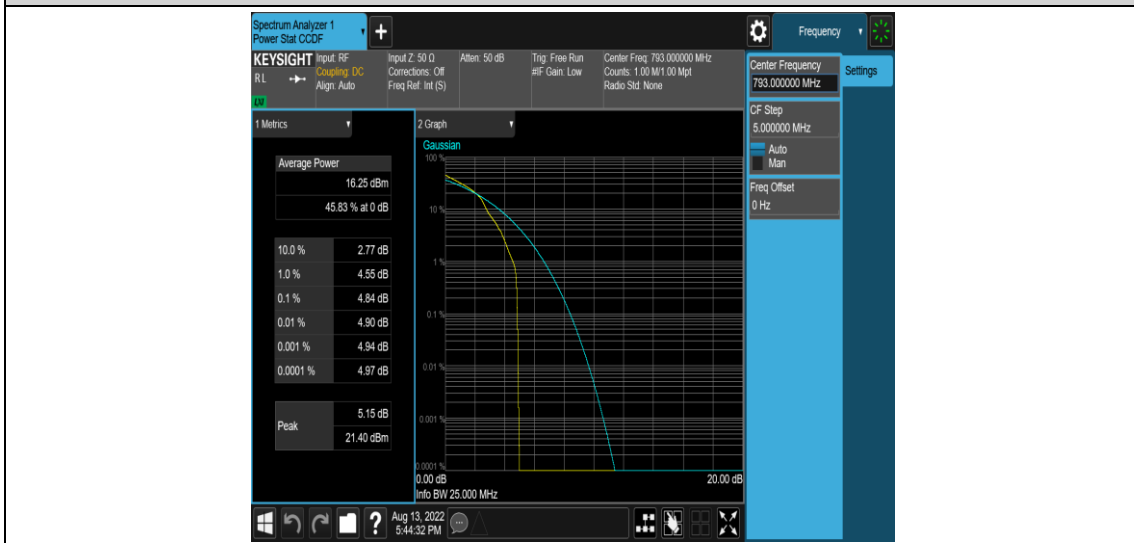 Spectrum Analyzer 1
Power Stat CCDF
+
Frequency
KEYSIGHT
RL
Input: RF
Coupling: DC
Align: Auto
Input Z: 50 Ω
Corrections: Off
Freq Ref: Int (S)
Atten: 50 dB
Trig: Free Run
#IF Gain: Low
Center Freq: 793.000000 MHz
Counts: 1.00 M/1.00 Mpt
Radio Std: None
Center Frequency
793.000000 MHz
Settings
CF Step
5.000000 MHz
Auto
Man
Freq Offset
0 Hz
1 Metrics
Average Power
16.25 dBm
45.83 % at 0 dB
10.0 % 2.77 dB
1.0 % 4.55 dB
0.1 % 4.84 dB
0.01 % 4.90 dB
0.001 % 4.94 dB
0.0001 % 4.97 dB
Peak
5.15 dB
21.40 dBm
2 Graph
Gaussian
100 %
10 %
1 %
0.1 %
0.01 %
0.001 %
0.0001 %
0.00 dB 20.00 dB
Info BW 25.000 MHz
?
Aug 13, 2022
5:44:32 PM